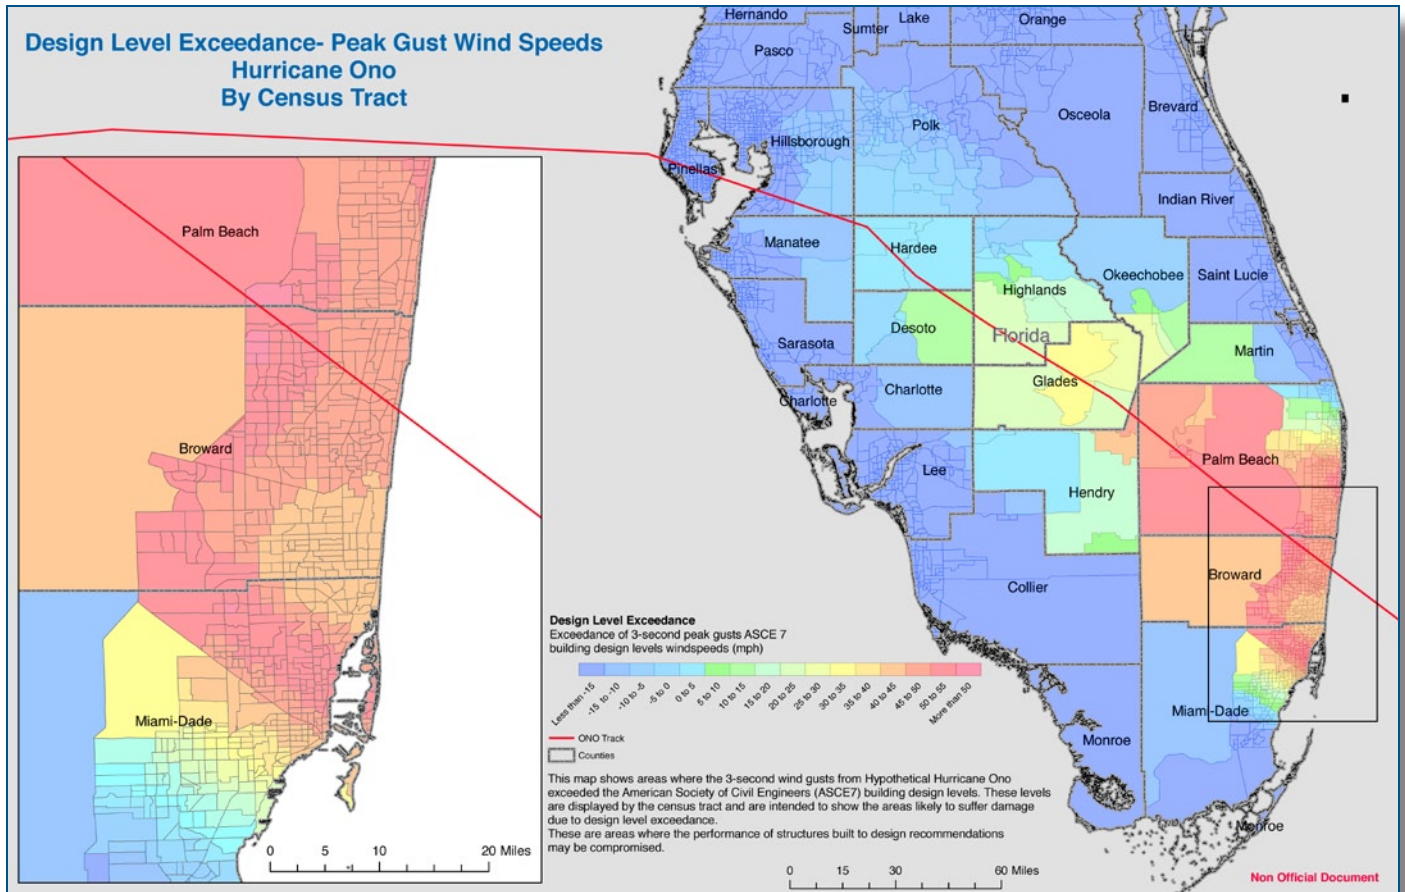 Design Level Exceedance- Peak Gust Wind Speeds
Hurricane Ono
By Census Tract
Hernando
Sumter
Lake
Orange
Pasco
Polk
Osceola
Brevard
Hillsborough
Pinellas
Indian River
Manatee
Hardee
Okeechobee
Saint Lucie
Highlands
Desoto
Florida
Sarasota
Martin
Glades
Charlotte
Charlotte
Palm Beach
Lee
Hendry
Broward
Collier
Miami-Dade
Monroe
Monroe
Palm Beach
Broward
Miami-Dade
0 5 10 20 Miles
Design Level Exceedance
Exceedance of 3-second peak gusts ASCE 7
building design levels windspeeds (mph)
Less than -15
-15 to -10
-10 to -5
-5 to 0
0 to 5
5 to 10
10 to 15
15 to 20
20 to 25
25 to 30
30 to 35
35 to 40
40 to 45
45 to 50
50 to 55
More than 50
ONO Track
Counties
This map shows areas where the 3-second wind gusts from Hypothetical Hurricane Ono
exceeded the American Society of Civil Engineers (ASCE7) building design levels. These levels
are displayed by the census tract and are intended to show the areas likely to suffer damage
due to design level exceedance.
These are areas where the performance of structures built to design recommendations
may be compromised.
0 15 30 60 Miles
Non Official Document